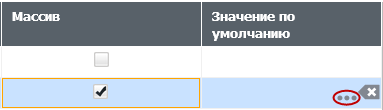 Массив
Значение по
умолчанию